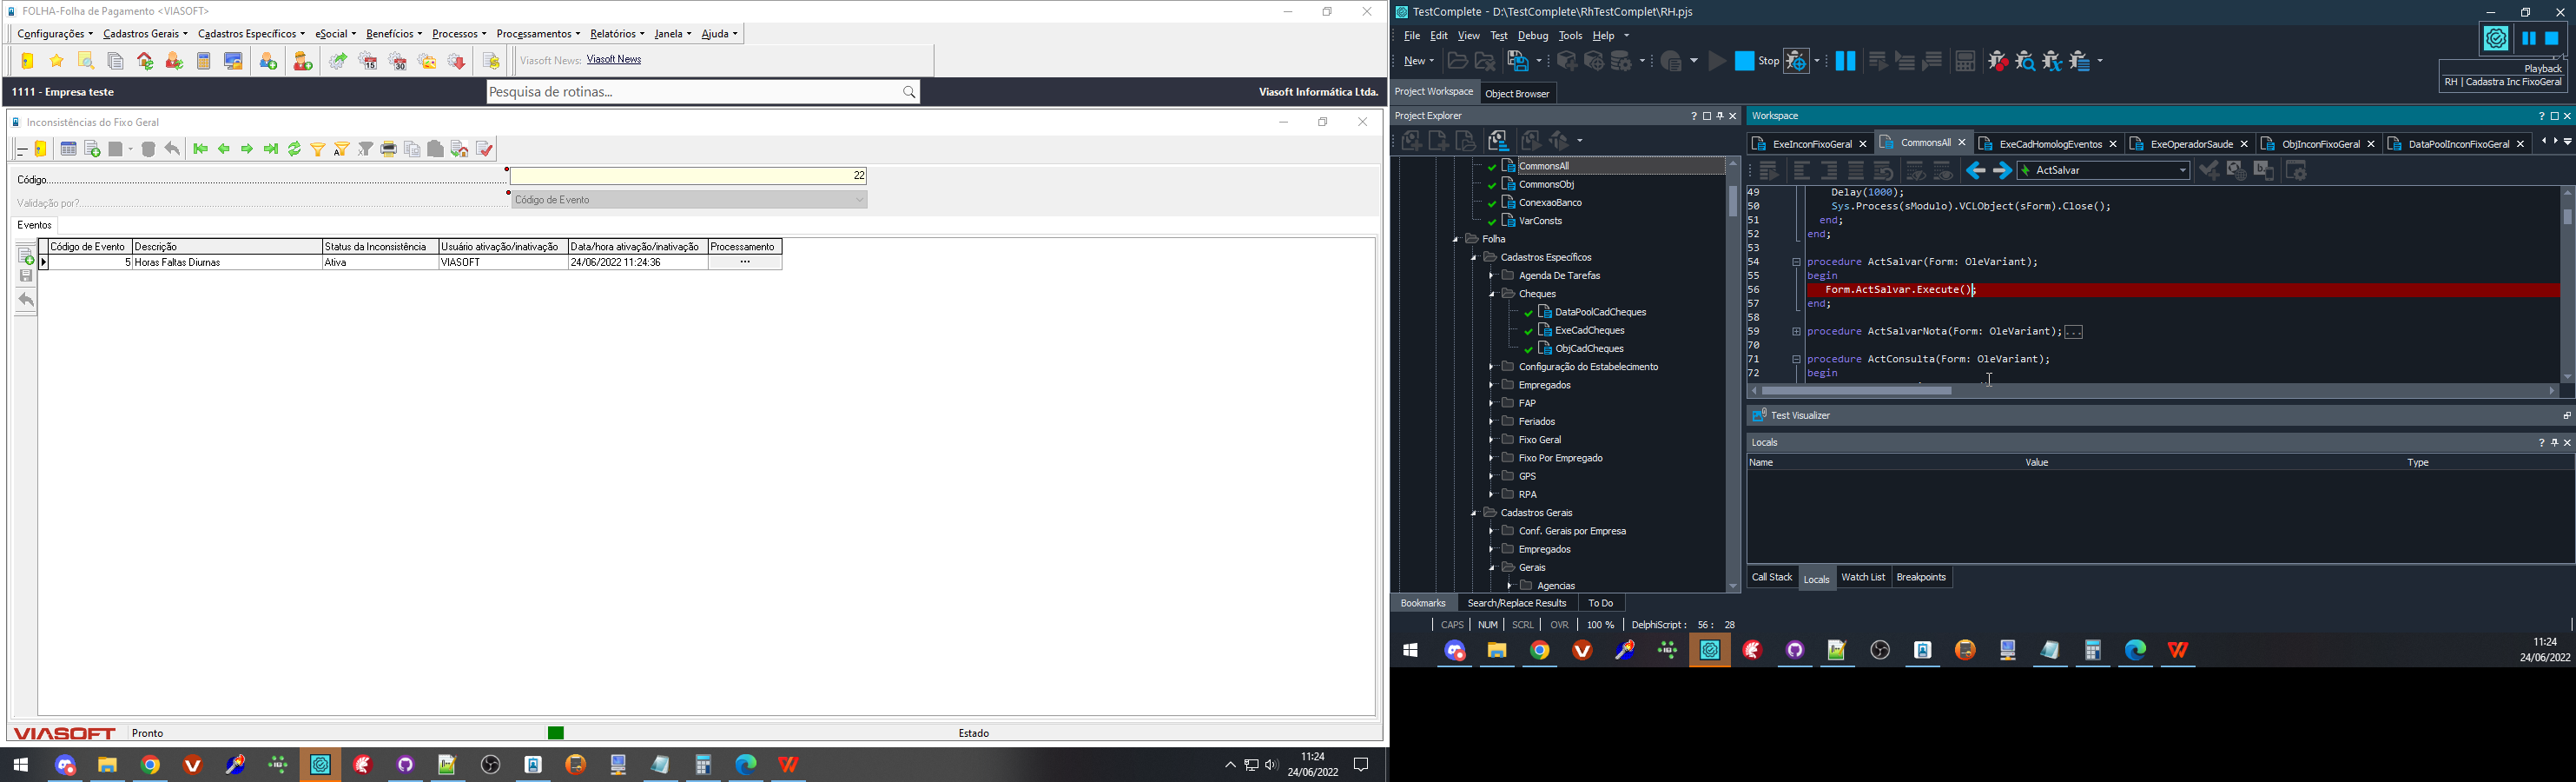 FOLHA-Folha de Pagamento <VIASOFT>
Configurações Cadastros Gerais Cadastros Específicos eSocial Benefícios Processos Processamentos Relatórios Janela Ajuda
Viasoft News: Viasoft News
1111 - Empresa teste
Pesquisa de rotinas...
Viasoft Informática Ltda.
Inconsistências do Fixo Geral
Código
22
Validação por?
Código de Evento
Eventos
Código de Evento Descrição Status da Inconsistência Usuário ativação/inativação Data/hora ativação/inativação Processamento
5 Horas Faltas Diurnas Ativa VIASOFT 24/06/2022 11:24:36 ...
VIASOFT Pronto Estado
11:24
24/06/2022
TestComplete - D:\TestComplete\RhTestComplet\RH.pjs
File Edit View Test Debug Tools Help
New Stop
Playback
RH | Cadastra Inc FixoGeral
Project Workspace Object Browser
Project Explorer
CommonsAll
CommonsObj
ConexaoBanco
VarConsts
Folha
Cadastros Específicos
Agenda De Tarefas
Cheques
DataPoolCadCheques
ExeCadCheques
ObjCadCheques
Configuração do Estabelecimento
Empregados
FAP
Feriados
Fixo Geral
Fixo Por Empregado
GPS
RPA
Cadastros Gerais
Conf. Gerais por Empresa
Empregados
Gerais
Agencias
Workspace
ExeInconFixoGeral CommonsAll ExeCadHomologEventos ExeOperadorSaude ObjInconFixoGeral DataPoolInconFixoGeral
ActSalvar
49 Delay(1000);
50 Sys.Process(sModulo).VCLObject(sForm).Close();
51 end;
52 end;
53
54 procedure ActSalvar(Form: OleVariant);
55 begin
56 Form.ActSalvar.Execute();
57 end;
58
59 procedure ActSalvarNota(Form: OleVariant);...
70
71 procedure ActConsulta(Form: OleVariant);
72 begin
Test Visualizer
Locals
Name Value Type
Call Stack Locals Watch List Breakpoints
Bookmarks Search/Replace Results To Do
CAPS NUM SCRL OVR 100 % DelphiScript : 56 : 28
11:24
24/06/2022